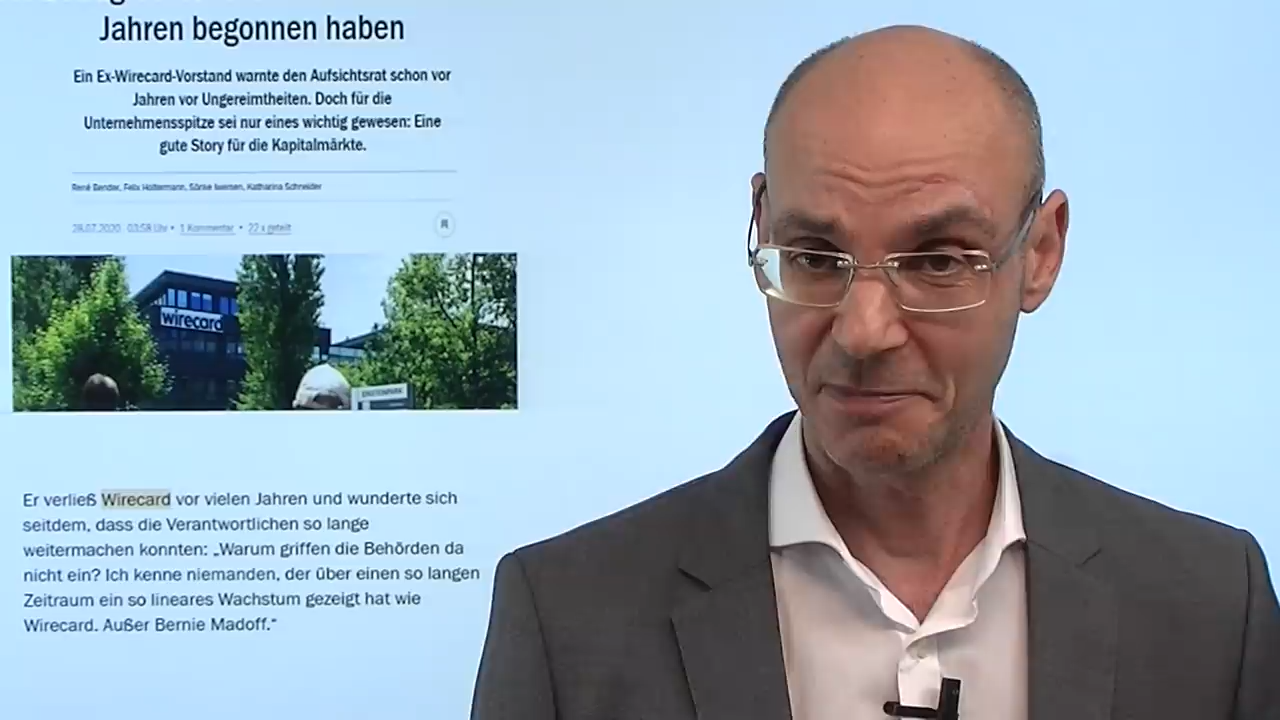 Jahren begonnen haben
Ein Ex-Wirecard-Vorstand warnte den Aufsichtsrat schon vor
Jahren vor Ungereimtheiten. Doch für die
Unternehmensspitze sei nur eines wichtig gewesen: Eine
gute Story für die Kapitalmärkte.
René Bender, Felix Holtermann, Sönke Iwersen, Katharina Schneider
28.07.2020 03:58 Uhr • 1 Kommentar • 22 x geteilt
wirecard
EINSTEINPARK
Er verließ Wirecard vor vielen Jahren und wunderte sich
seitdem, dass die Verantwortlichen so lange
weitermachen konnten: „Warum griffen die Behörden da
nicht ein? Ich kenne niemanden, der über einen so langen
Zeitraum ein so lineares Wachstum gezeigt hat wie
Wirecard. Außer Bernie Madoff.“